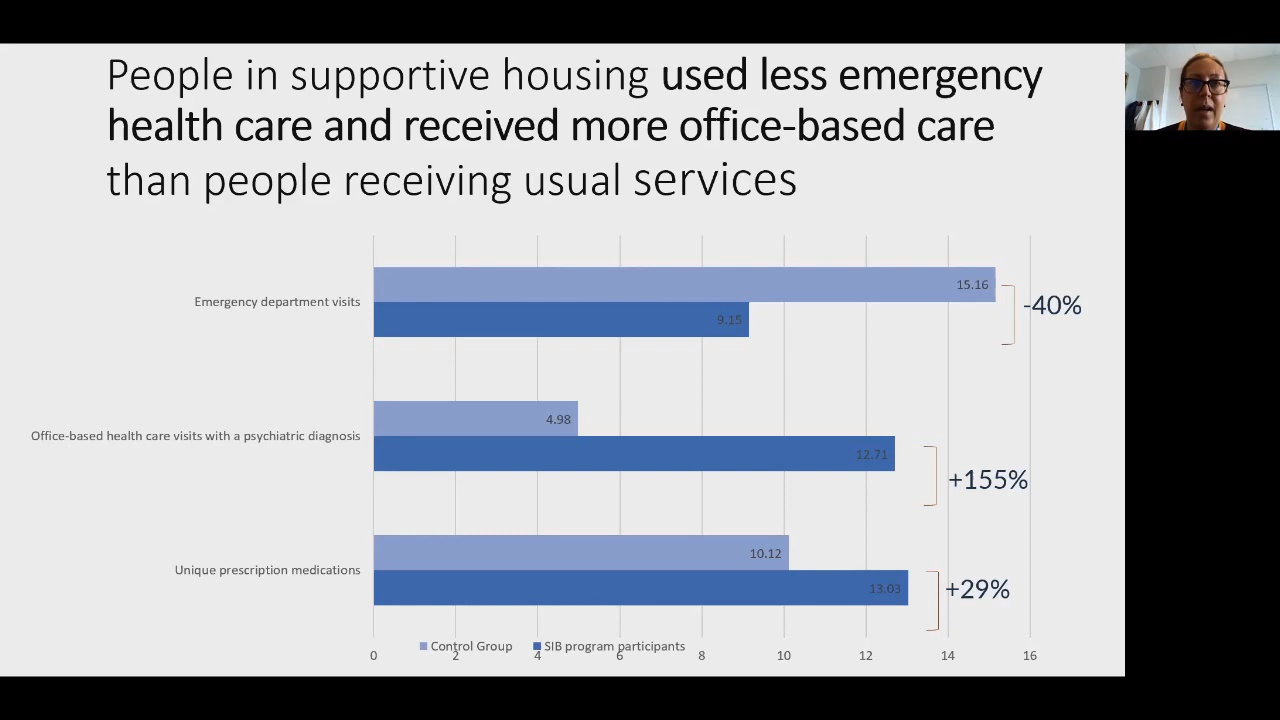 People in supportive housing used less emergency
health care and received more office-based care
than people receiving usual services
Emergency department visits
15.16
9.15
-40%
Office-based health care visits with a psychiatric diagnosis
4.98
12.71
+155%
Unique prescription medications
10.12
13.03
+29%
Control Group SIB program participants
0 2 4 6 8 10 12 14 16